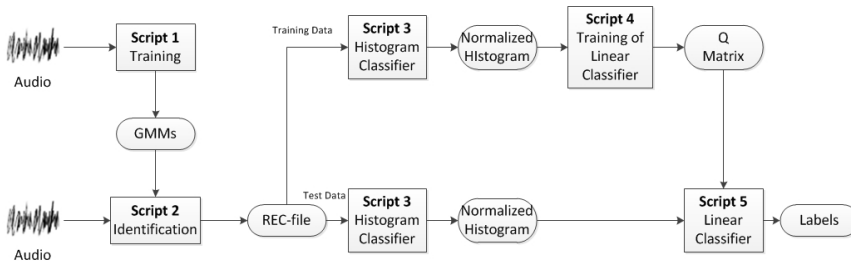 Audio
Script 1
Training
GMMs
Training Data
Script 3
Histogram
Classifier
Normalized
HIstogram
Script 4
Training of
Linear
Classifier
Q
Matrix
Audio
Script 2
Identification
REC-file
Test Data
Script 3
Histogram
Classifier
Normalized
Histogram
Script 5
Linear
Classifier
Labels